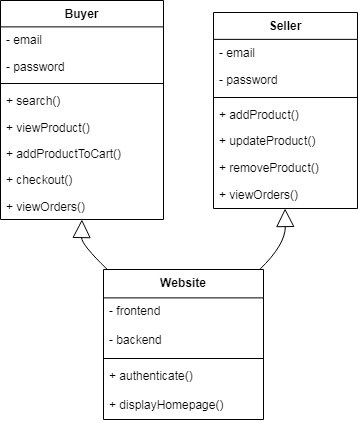 Buyer
- email
- password
+ search()
+ viewProduct()
+ addProductToCart()
+ checkout()
+ viewOrders()
Seller
- email
- password
+ addProduct()
+ updateProduct()
+ removeProduct()
+ viewOrders()
Website
- frontend
- backend
+ authenticate()
+ displayHomepage()